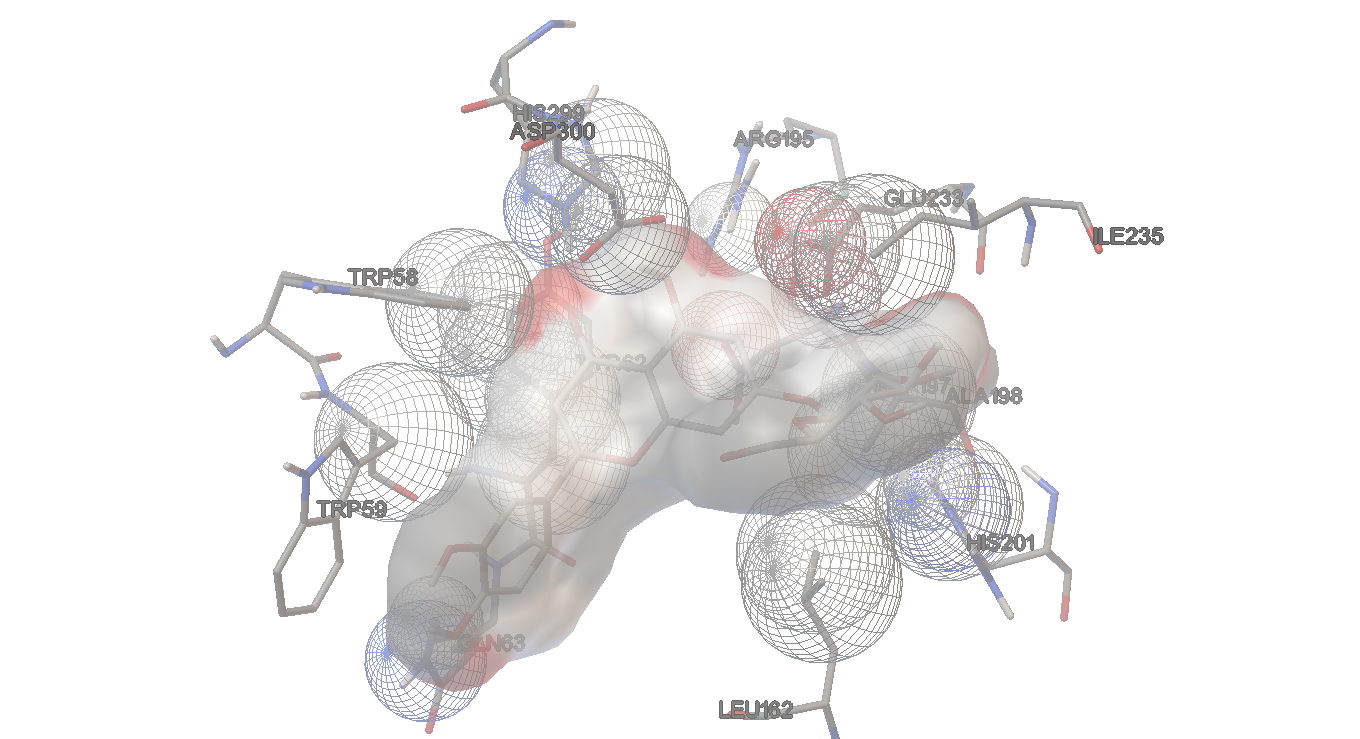 HIS299
ASP300
ARG195
GLU233
ILE235
TRP58
ALA198
TRP59
HIS201
LEU162